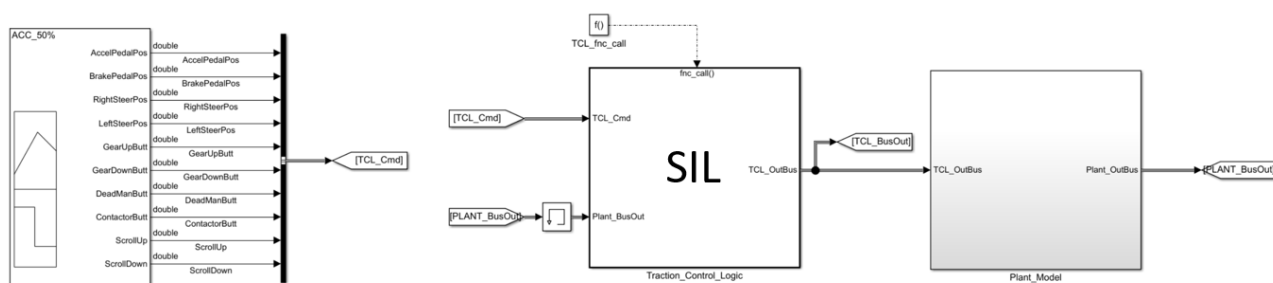 ACC_50%
AccelPedalPos
double
AccelPedalPos
BrakePedalPos
double
BrakePedalPos
RightSteerPos
double
RightSteerPos
LeftSteerPos
double
LeftSteerPos
GearUpButt
double
GearUpButt
GearDownButt
double
GearDownButt
DeadManButt
double
DeadManButt
ContactorButt
double
ContactorButt
ScrollUp
double
ScrollUp
ScrollDown
double
ScrollDown
[TCL_Cmd]
f()
TCL_fnc_call
fnc_call()
[TCL_Cmd]
TCL_Cmd
SIL
TCL_OutBus
[PLANT_BusOut]
Plant_BusOut
Traction_Control_Logic
[TCL_BusOut]
TCL_OutBus
Plant_OutBus
Plant_Model
[PLANT_BusOut]